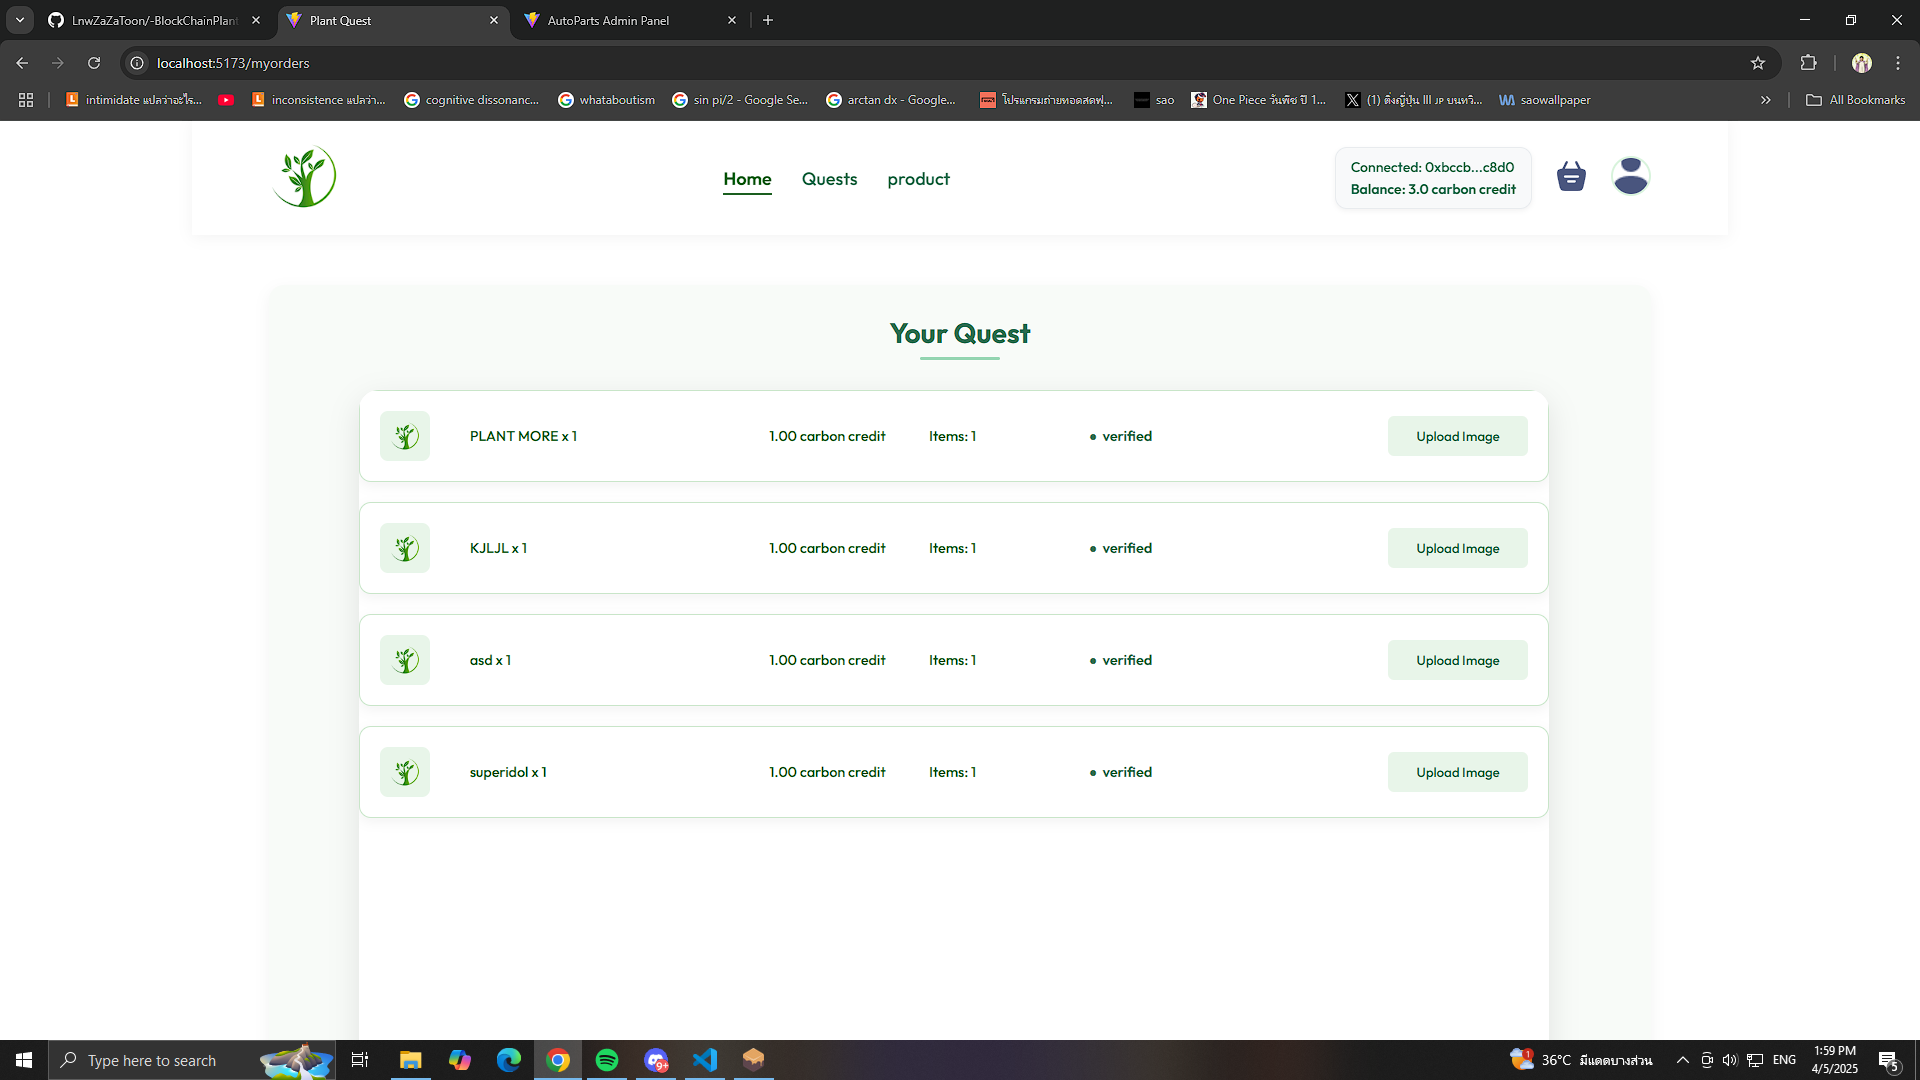 LnwZaZaToon/-BlockChainPlant
Plant Quest
AutoParts Admin Panel
localhost:5173/myorders
intimidate แปลว่าอะไร...
inconsistence แปลว่า...
cognitive dissonanc...
whataboutism
sin pi/2 - Google Se...
arctan dx - Google...
โปรแกรมถ่ายทอดสดฟุ...
sao
One Piece วันพีช ปี 1...
(1) ติ่งญี่ปุ่น III JP บนทวิ...
saowallpaper
All Bookmarks
Home
Quests
product
Connected: 0xbccb...c8d0
Balance: 3.0 carbon credit
Your Quest
PLANT MORE x 1 1.00 carbon credit Items: 1 • verified Upload Image
KJLJL x 1 1.00 carbon credit Items: 1 • verified Upload Image
asd x 1 1.00 carbon credit Items: 1 • verified Upload Image
superidol x 1 1.00 carbon credit Items: 1 • verified Upload Image
Type here to search
9+
1
36°C มีแดดบางส่วน
ENG
1:59 PM
4/5/2025
5